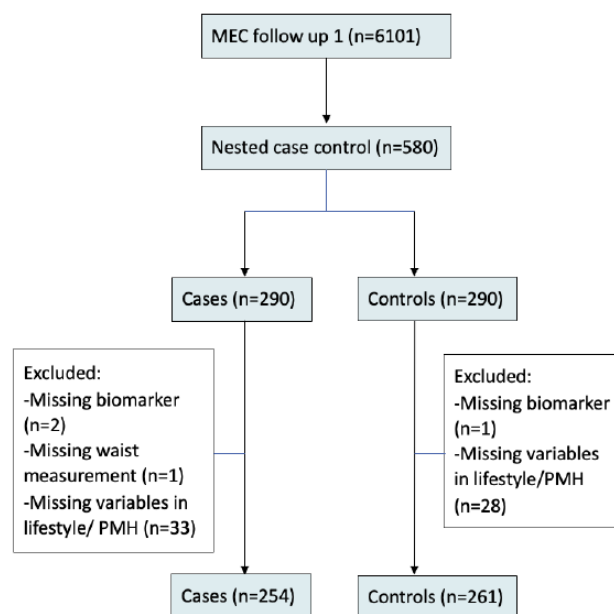 MEC follow up 1 (n=6101)
Nested case control (n=580)
Cases (n=290)
Controls (n=290)
Excluded:
-Missing biomarker
(n=2)
-Missing waist
measurement (n=1)
-Missing variables in
lifestyle/ PMH (n=33)
Excluded:
-Missing biomarker
(n=1)
-Missing variables
in lifestyle/PMH
(n=28)
Cases (n=254)
Controls (n=261)